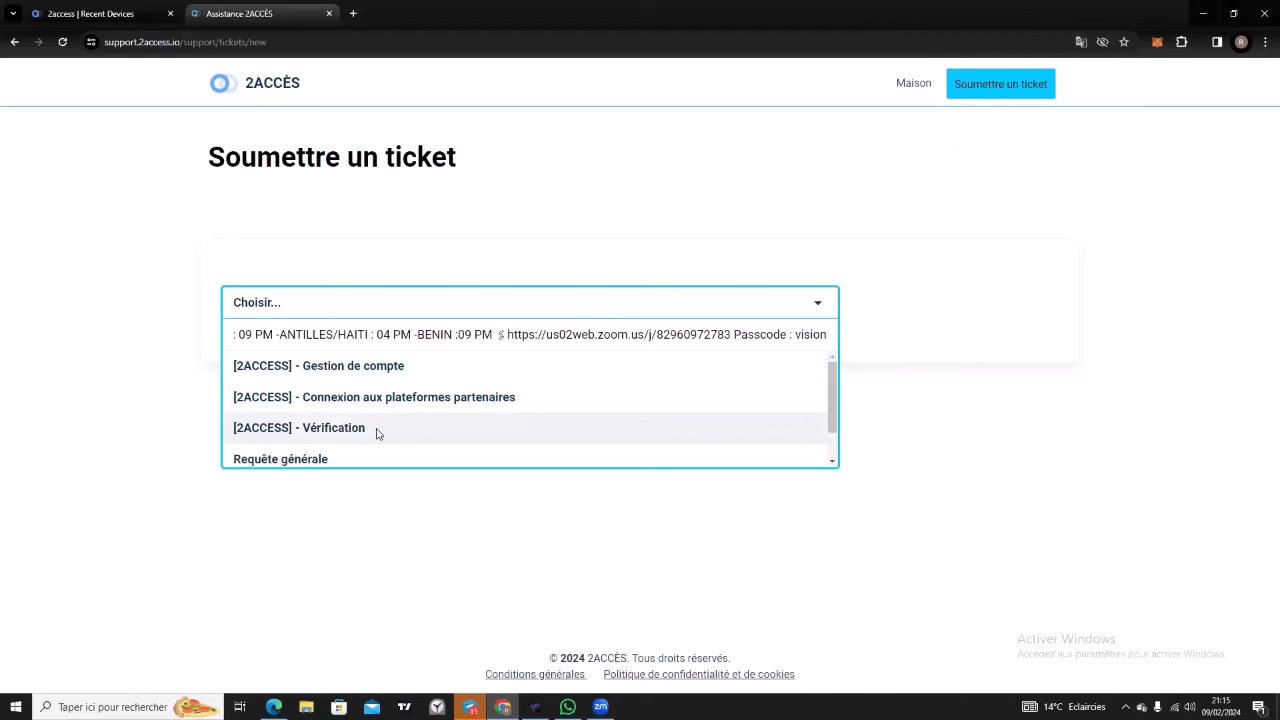 2access | Recent Devices
Assistance 2ACCÈS
support.2access.io/support/tickets/new
2ACCÈS
Maison
Soumettre un ticket
Soumettre un ticket
Choisir...
: 09 PM -ANTILLES/HAITI : 04 PM -BENIN :09 PM https://us02web.zoom.us/j/82960972783 Passcode : vision
[2ACCESS] - Gestion de compte
[2ACCESS] - Connexion aux plateformes partenaires
[2ACCESS] - Vérification
Requête générale
Activer Windows
Accédez aux paramètres pour activer Windows.
© 2024 2ACCÈS. Tous droits réservés.
Conditions générales
Politique de confidentialité et de cookies
Taper ici pour rechercher
14°C Eclaircies
21:15
09/02/2024